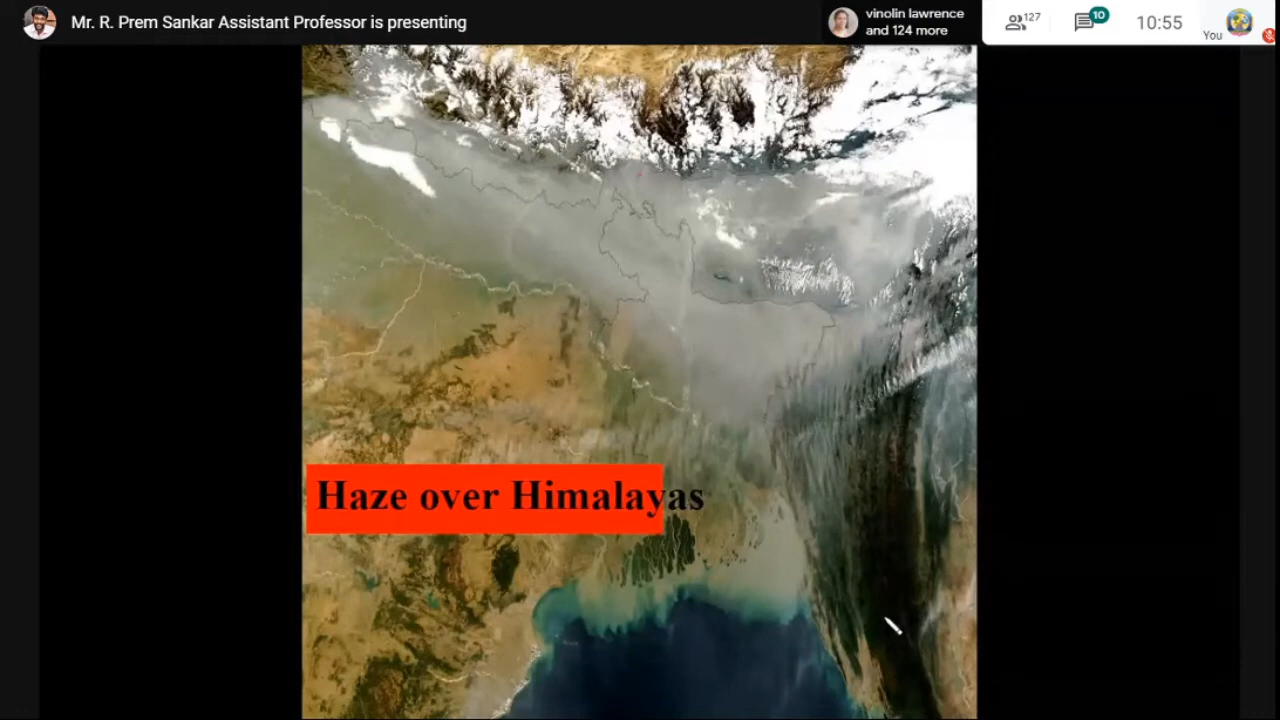 Mr. R. Prem Sankar Assistant Professor is presenting
vinolin lawrence
and 124 more
127
10
10:55
You
Haze over Himalayas